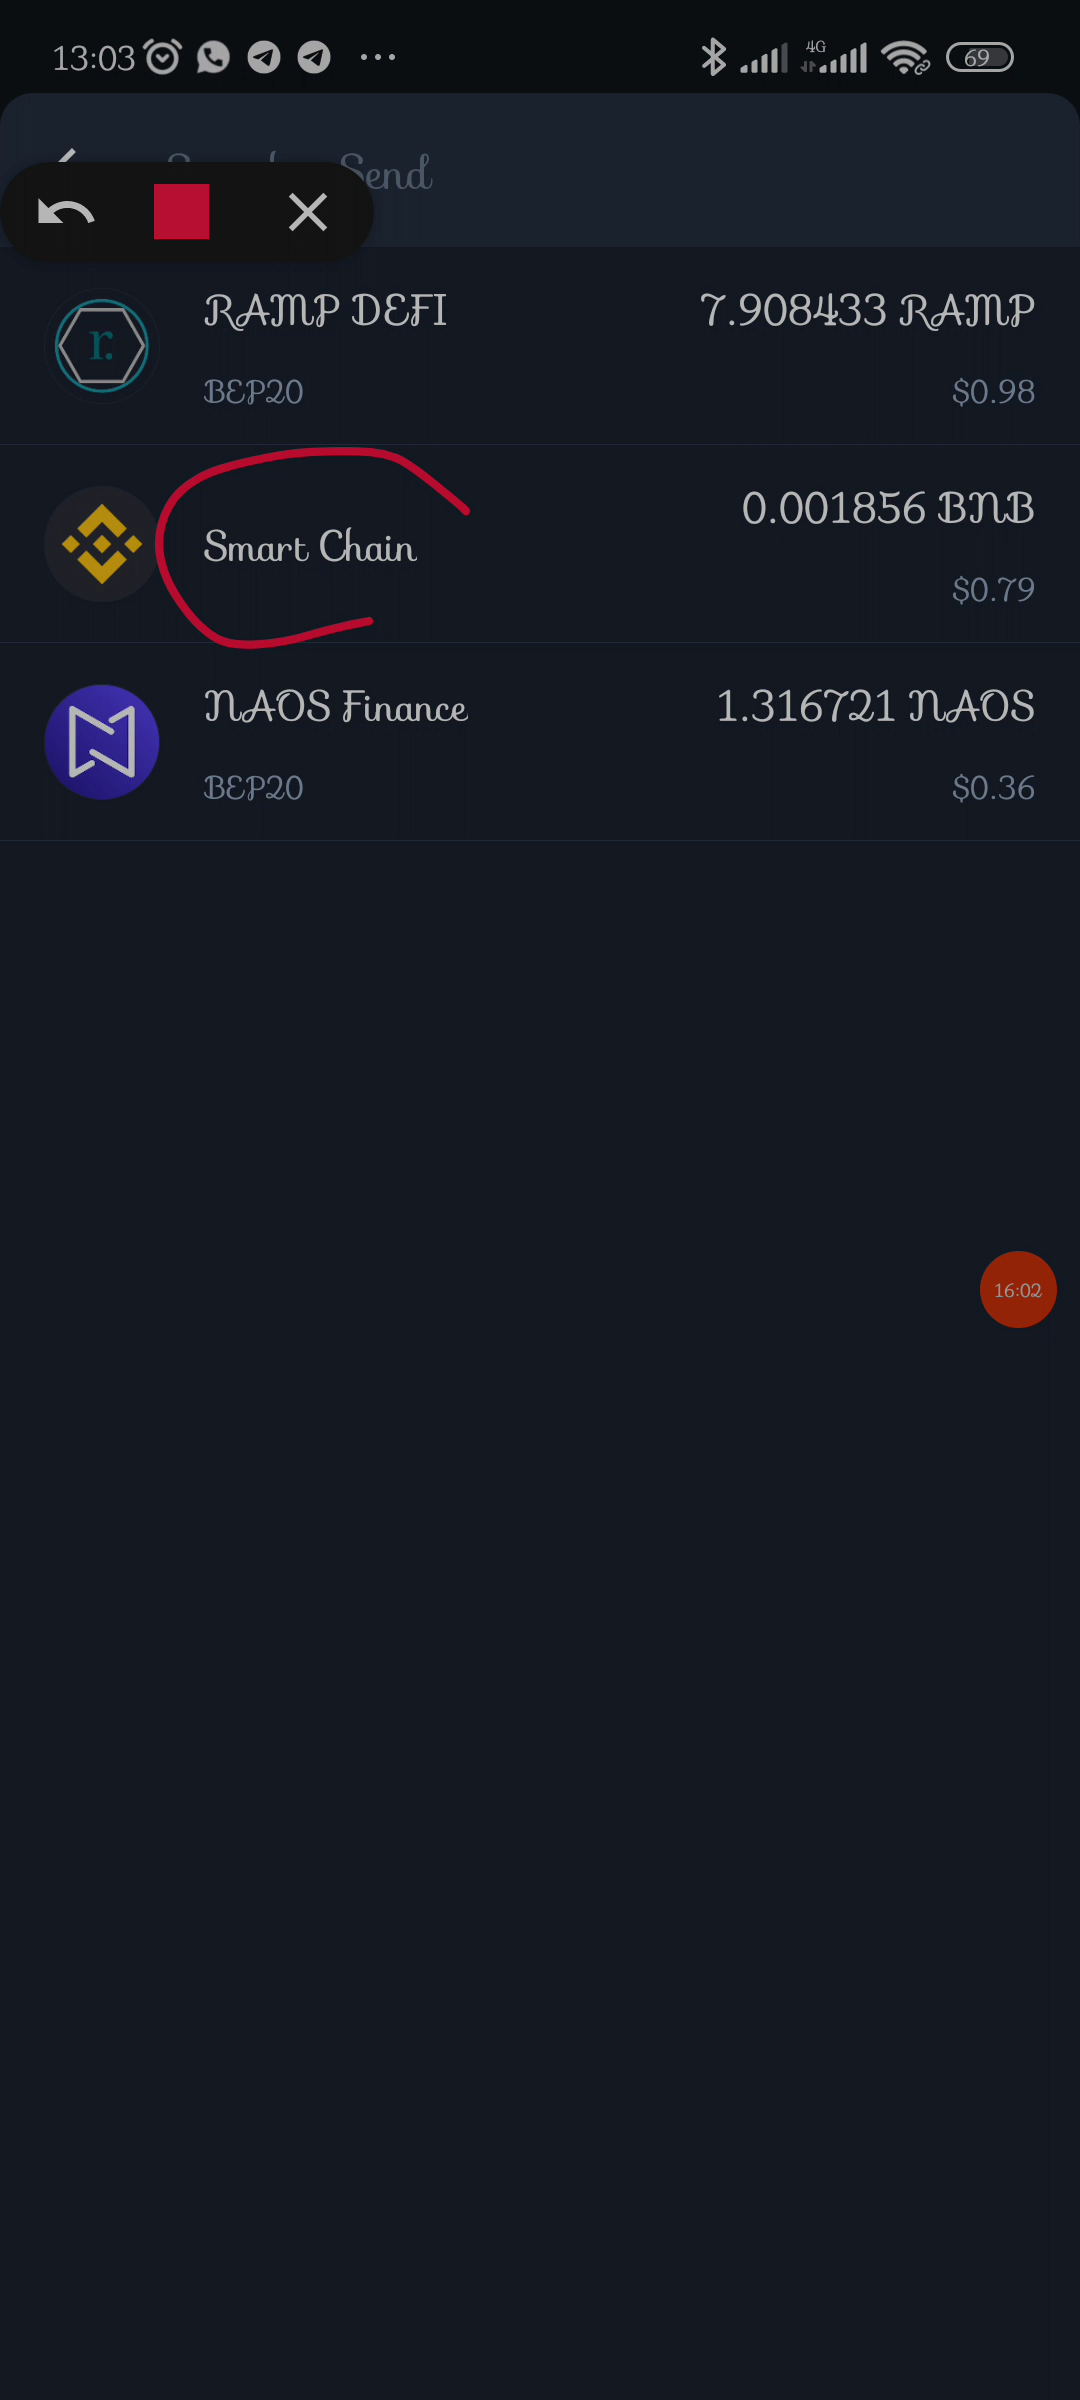 13:03
4G
69
Send
RAMP DEFI
7.908433 RAMP
BEP20
$0.98
Smart Chain
0.001856 BNB
$0.79
NAOS Finance
1.316721 NAOS
BEP20
$0.36
16:02